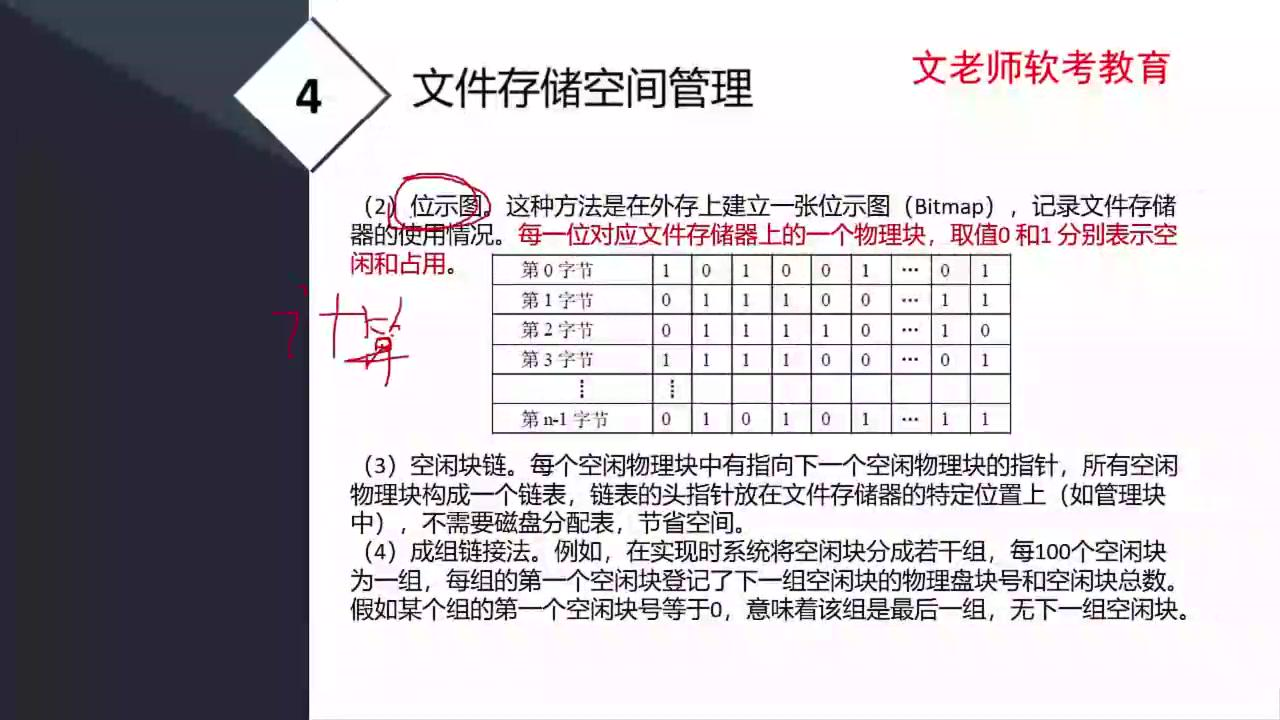 4
文件存储空间管理
文老师软考教育
（2）位示图。这种方法是在外存上建立一张位示图（Bitmap），记录文件存储
器的使用情况。每一位对应文件存储器上的一个物理块，取值0 和1 分别表示空
闲和占用。
第 0 字节 1 0 1 0 0 1 … 0 1
第 1 字节 0 1 1 1 0 0 … 1 1
第 2 字节 0 1 1 1 1 0 … 1 0
第 3 字节 1 1 1 1 0 0 … 0 1
⋮ ⋮
第 n-1 字节 0 1 0 1 0 1 … 1 1
计算
（3）空闲块链。每个空闲物理块中有指向下一个空闲物理块的指针，所有空闲
物理块构成一个链表，链表的头指针放在文件存储器的特定位置上（如管理块
中），不需要磁盘分配表，节省空间。
（4）成组链接法。例如，在实现时系统将空闲块分成若干组，每100个空闲块
为一组，每组的第一个空闲块登记了下一组空闲块的物理盘块号和空闲块总数。
假如某个组的第一个空闲块号等于0，意味着该组是最后一组，无下一组空闲块。